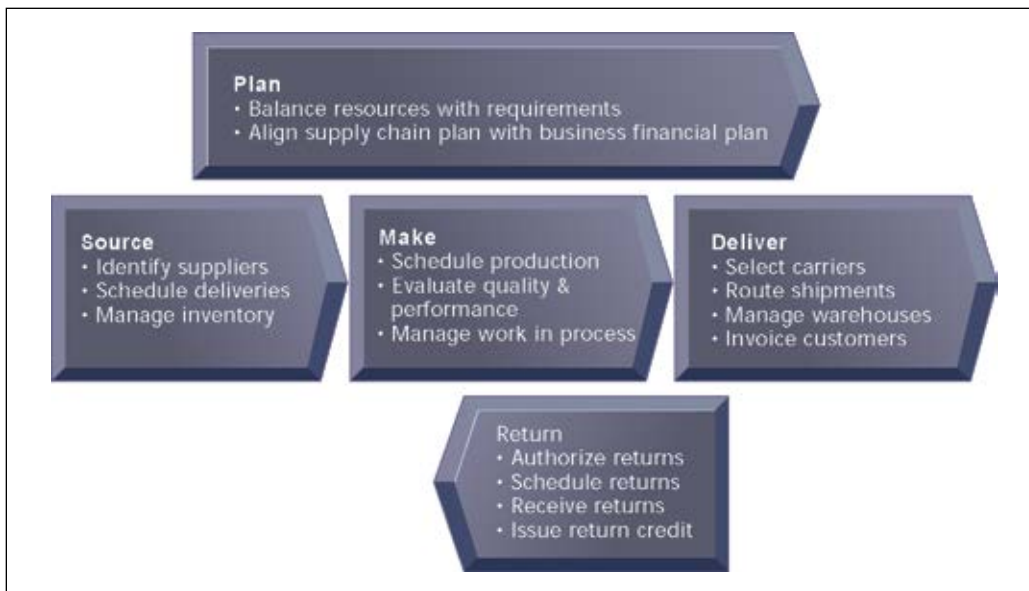 Plan
• Balance resources with requirements
• Align supply chain plan with business financial plan
Source
• Identify suppliers
• Schedule deliveries
• Manage inventory
Make
• Schedule production
• Evaluate quality &
performance
• Manage work in process
Deliver
• Select carriers
• Route shipments
• Manage warehouses
• Invoice customers
Return
• Authorize returns
• Schedule returns
• Receive returns
• Issue return credit